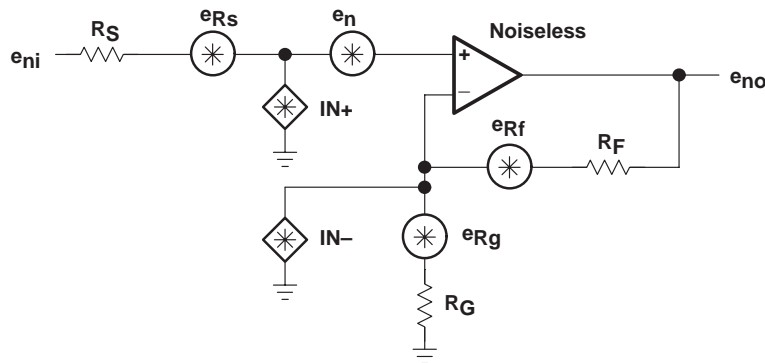 eRs
en
Noiseless
RS
eni
+
eno
IN+
−
eRf
RF
IN−
eRg
RG